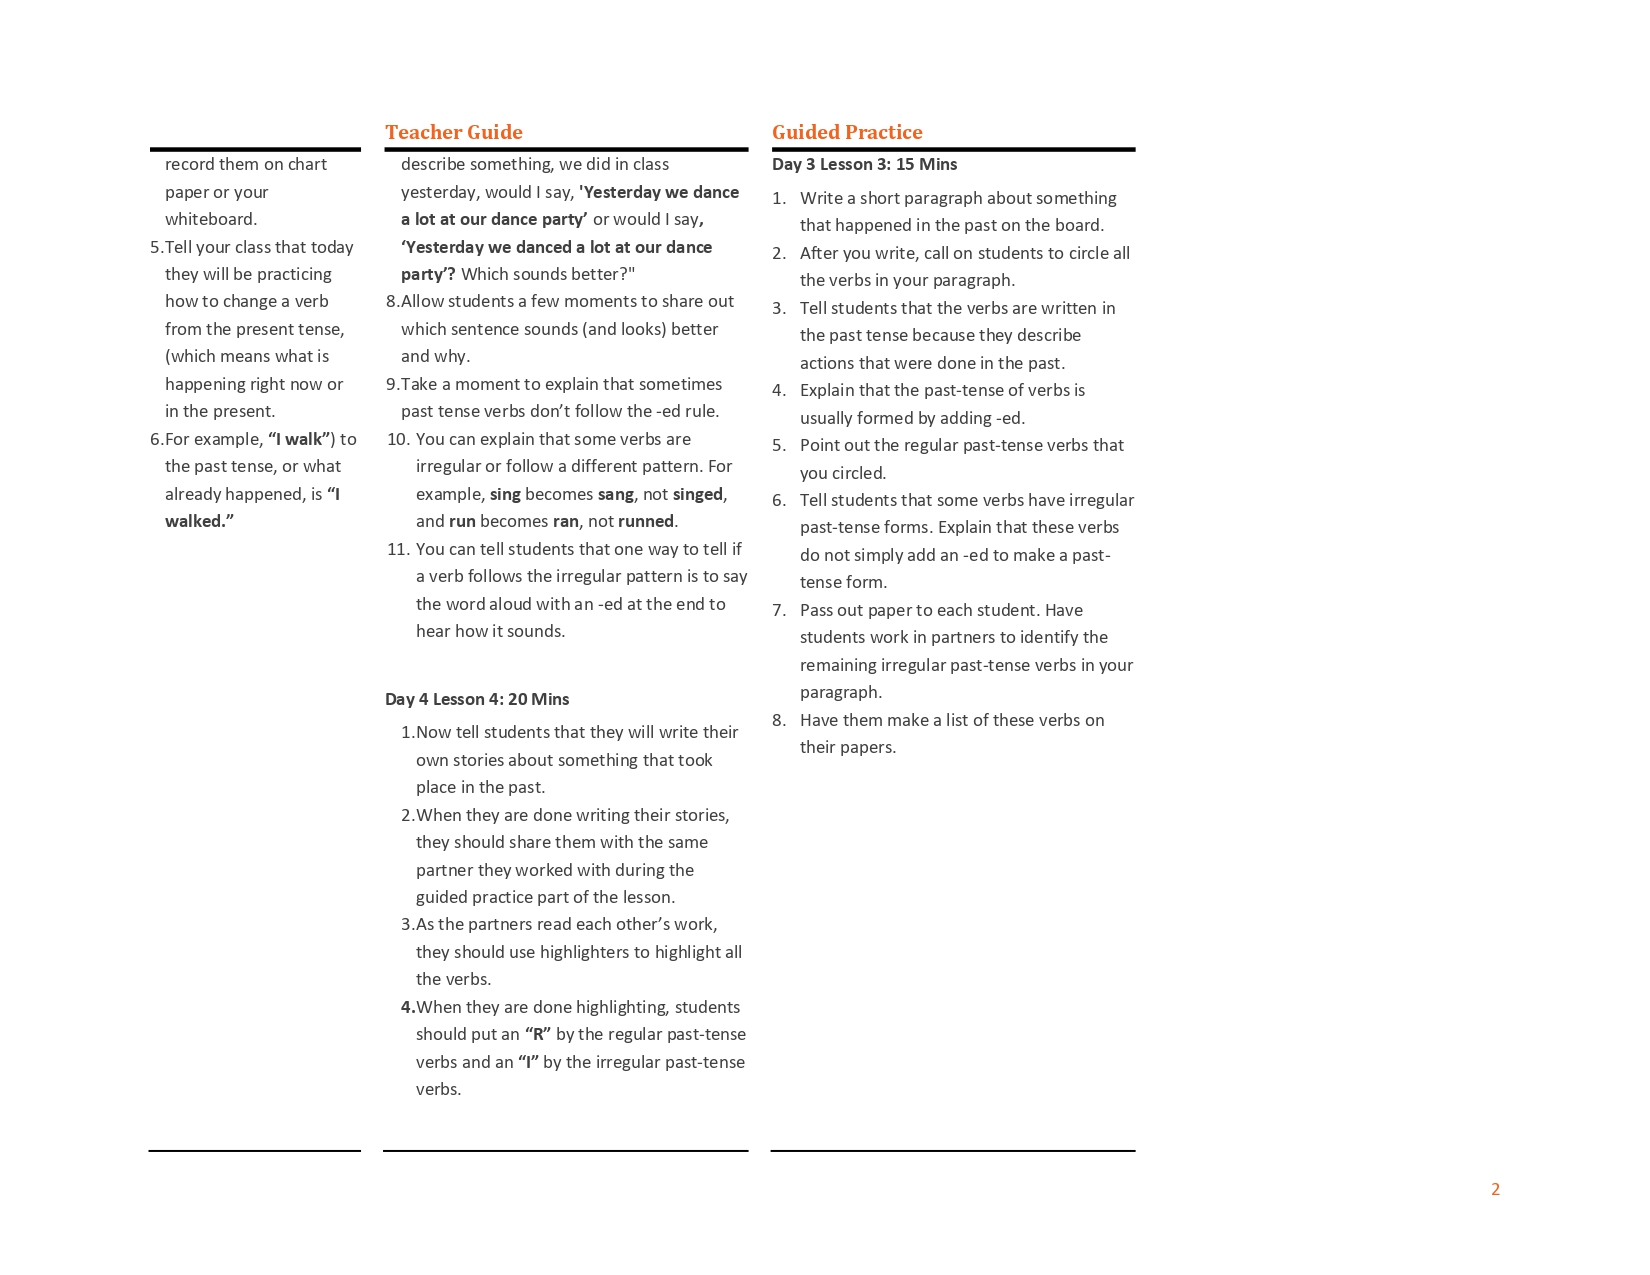 record them on chart
paper or your
whiteboard.
5.Tell your class that today
they will be practicing
how to change a verb
from the present tense,
(which means what is
happening right now or
in the present.
6.For example, “I walk”) to
the past tense, or what
already happened, is “I
walked.”
Teacher Guide
describe something, we did in class
yesterday, would I say, 'Yesterday we dance
a lot at our dance party’ or would I say,
‘Yesterday we danced a lot at our dance
party’? Which sounds better?"
8.Allow students a few moments to share out
which sentence sounds (and looks) better
and why.
9.Take a moment to explain that sometimes
past tense verbs don’t follow the -ed rule.
10. You can explain that some verbs are
irregular or follow a different pattern. For
example, sing becomes sang, not singed,
and run becomes ran, not runned.
11. You can tell students that one way to tell if
a verb follows the irregular pattern is to say
the word aloud with an -ed at the end to
hear how it sounds.
Day 4 Lesson 4: 20 Mins
1.Now tell students that they will write their
own stories about something that took
place in the past.
2.When they are done writing their stories,
they should share them with the same
partner they worked with during the
guided practice part of the lesson.
3.As the partners read each other’s work,
they should use highlighters to highlight all
the verbs.
4.When they are done highlighting, students
should put an “R” by the regular past-tense
verbs and an “I” by the irregular past-tense
verbs.
Guided Practice
Day 3 Lesson 3: 15 Mins
1. Write a short paragraph about something
that happened in the past on the board.
2. After you write, call on students to circle all
the verbs in your paragraph.
3. Tell students that the verbs are written in
the past tense because they describe
actions that were done in the past.
4. Explain that the past-tense of verbs is
usually formed by adding -ed.
5. Point out the regular past-tense verbs that
you circled.
6. Tell students that some verbs have irregular
past-tense forms. Explain that these verbs
do not simply add an -ed to make a past-
tense form.
7. Pass out paper to each student. Have
students work in partners to identify the
remaining irregular past-tense verbs in your
paragraph.
8. Have them make a list of these verbs on
their papers.
2